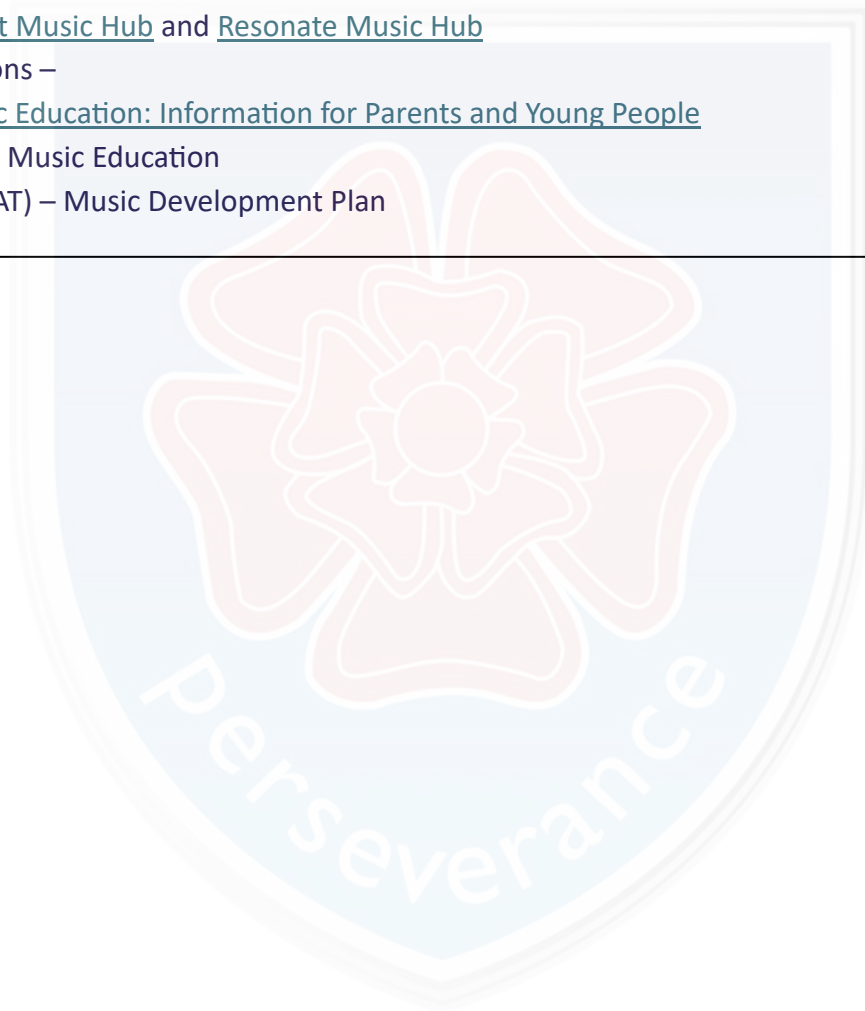 t Music Hub and Resonate Music Hub
ons –
c Education: Information for Parents and Young People
Music Education
AT) – Music Development Plan
Perseverance